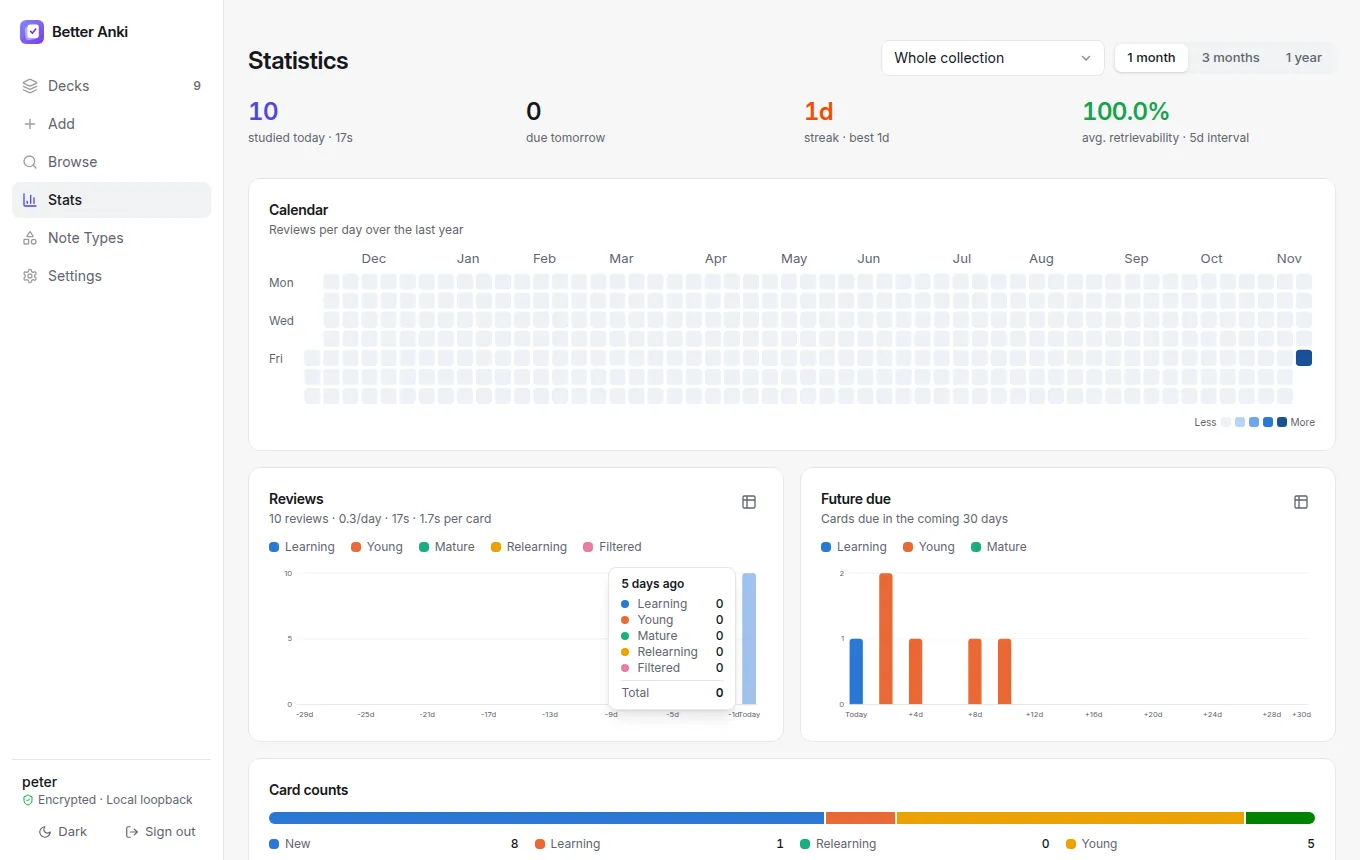 Better Anki
Decks 9
Add
Browse
Stats
Note Types
Settings
peter
Encrypted · Local loopback
Dark Sign out
Statistics
Whole collection
1 month 3 months 1 year
10 0 1d 100.0%
studied today · 17s due tomorrow streak · best 1d avg. retrievability · 5d interval
Calendar
Reviews per day over the last year
Dec Jan Feb Mar Apr May Jun Jul Aug Sep Oct Nov
Mon
Wed
Fri
Less More
Reviews
10 reviews · 0.3/day · 17s · 1.7s per card
Learning Young Mature Relearning Filtered
10
5
0
-29d -25d -21d -17d -13d -9d -5d -1d Today
5 days ago
Learning 0
Young 0
Mature 0
Relearning 0
Filtered 0
Total 0
Future due
Cards due in the coming 30 days
Learning Young Mature
2
1
0
Today +4d +8d +12d +16d +20d +24d +28d +30d
Card counts
New 8 Learning 1 Relearning 0 Young 5